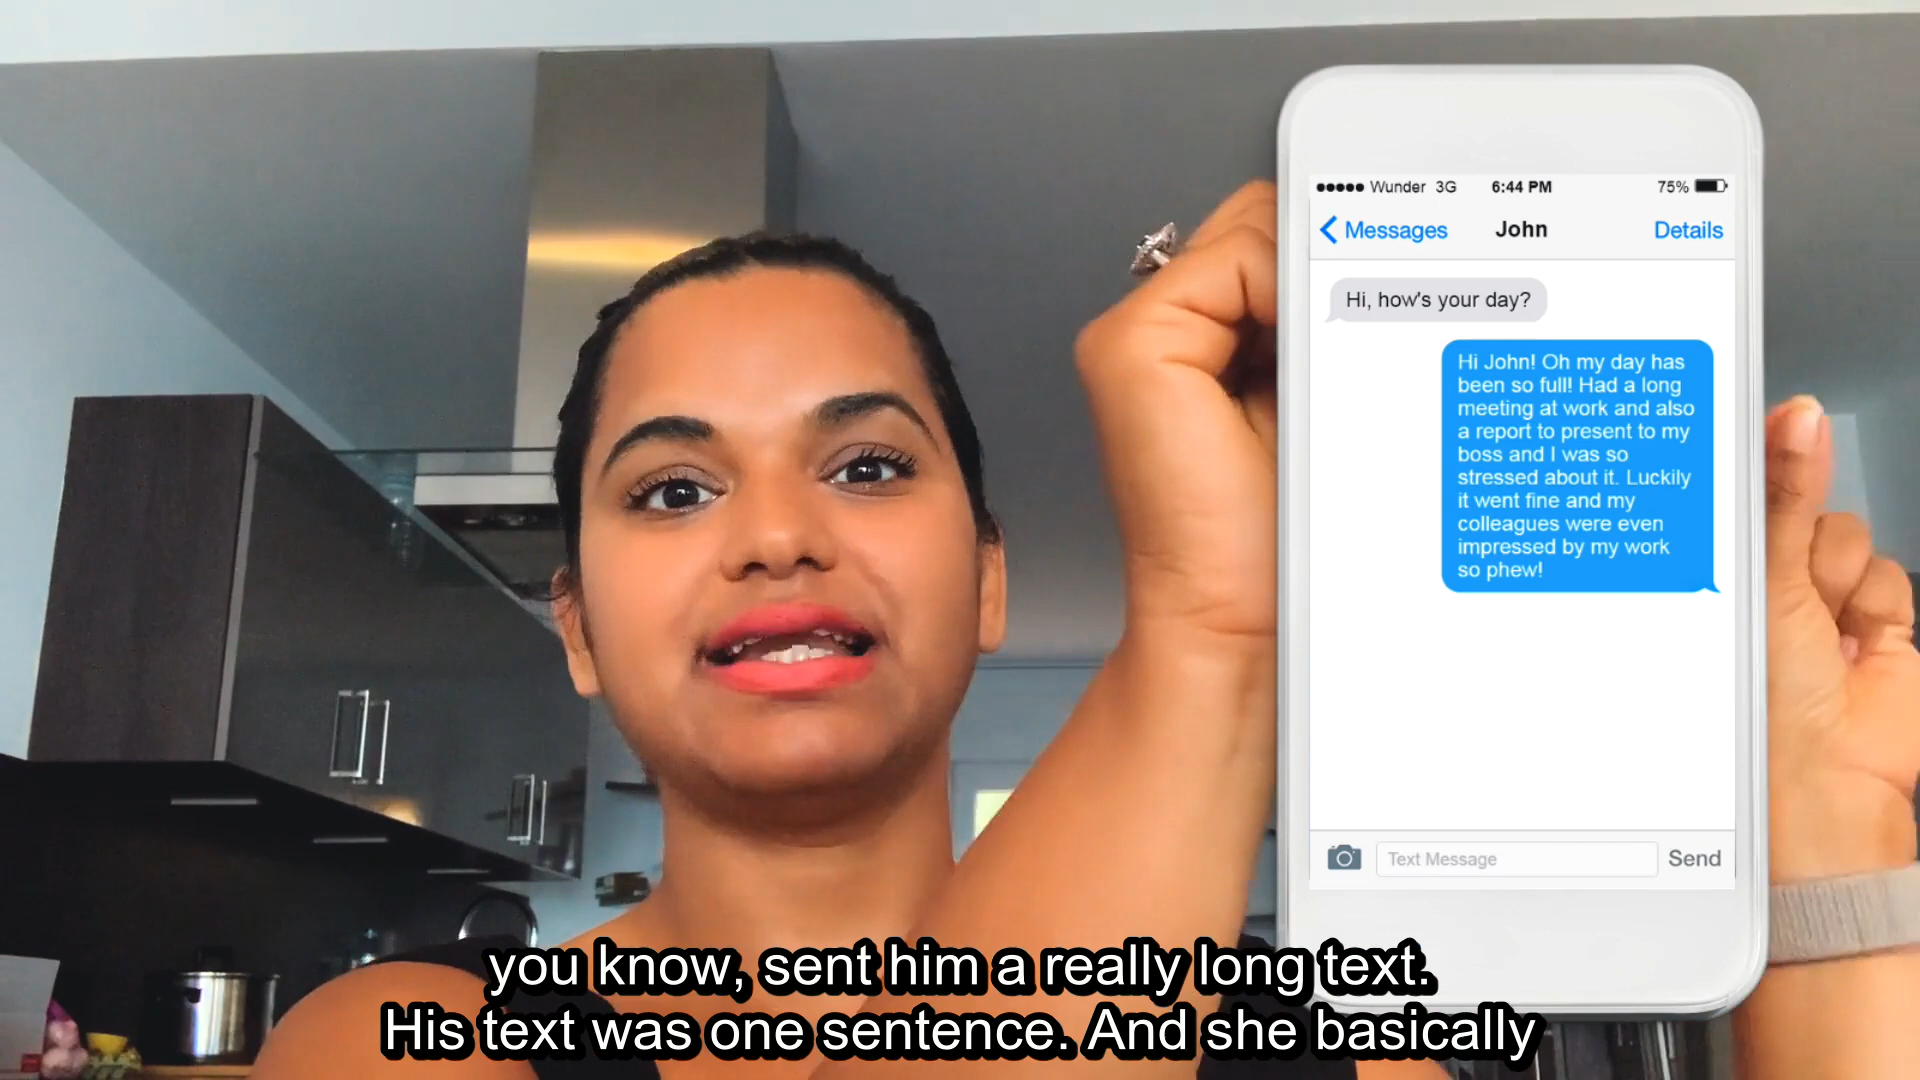 Wunder 3G 6:44 PM 75%
Messages John Details
Hi, how's your day?
Hi John! Oh my day has
been so full! Had a long
meeting at work and also
a report to present to my
boss and I was so
stressed about it. Luckily
it went fine and my
colleagues were even
impressed by my work
so phew!
Text Message Send
you know, sent him a really long text.
His text was one sentence. And she basically